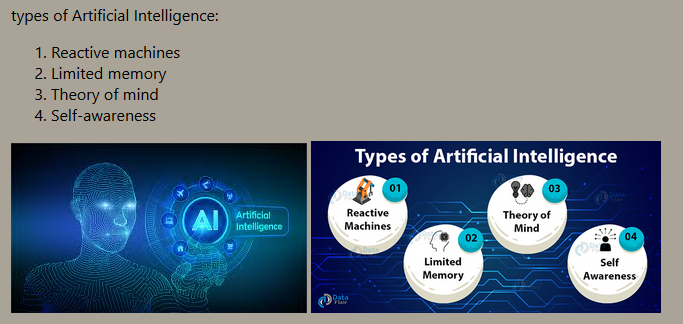 types of Artificial Intelligence:
1. Reactive machines
2. Limited memory
3. Theory of mind
4. Self-awareness
AI
Artificial
Intelligence
Types of Artificial Intelligence
01
Reactive
Machines
02
Limited
Memory
03
Theory of
Mind
04
Self
Awareness
Data
Flair